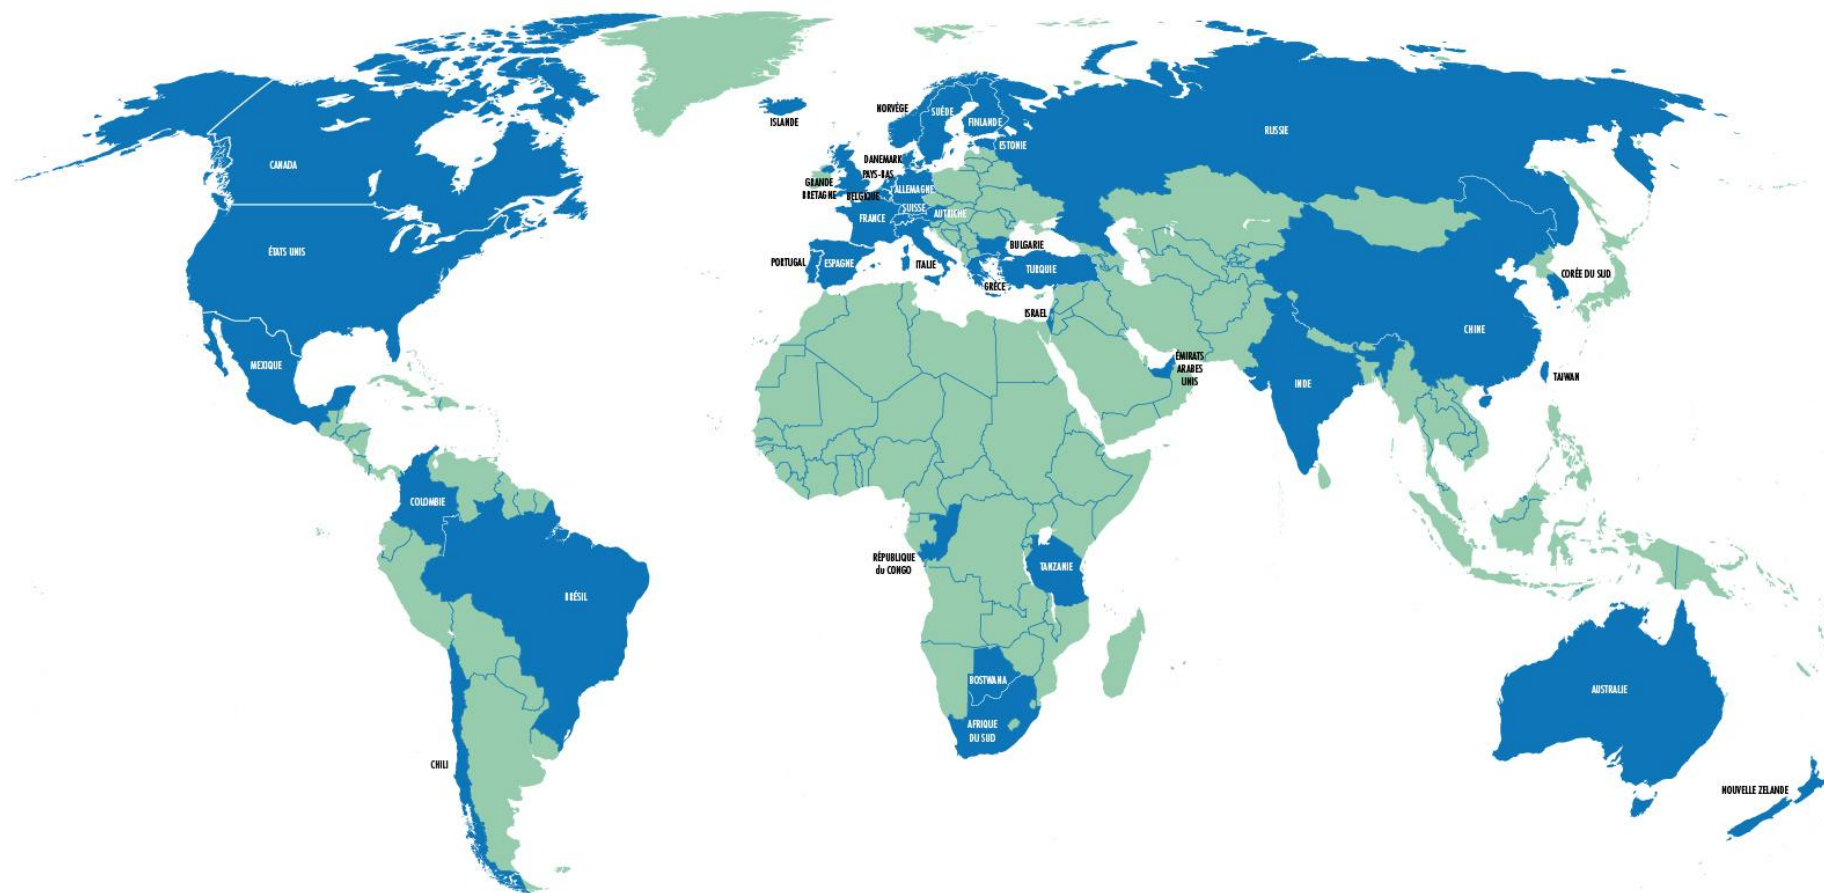 NORVÈGE
SUÈDE
FINLANDE
ISLANDE
RUSSIE
ESTONIE
DANEMARK
CANADA
PAYS-BAS
GRANDE
BRETAGNE
BELGIQUE
ALLEMAGNE
SUISSE
AUTRICHE
FRANCE
ÉTATS UNIS
BULGARIE
PORTUGAL
ESPAGNE
ITALIE
TURQUIE
GRÈCE
CORÉE DU SUD
ISRAEL
CHINE
MEXIQUE
ÉMIRATS
ARABES
UNIS
INDE
TAIWAN
COLOMBIE
RÉPUBLIQUE
du CONGO
TANZANIE
BRÉSIL
BOSTWANA
AUSTRALIE
AFRIQUE
DU SUD
CHILI
NOUVELLE ZELANDE